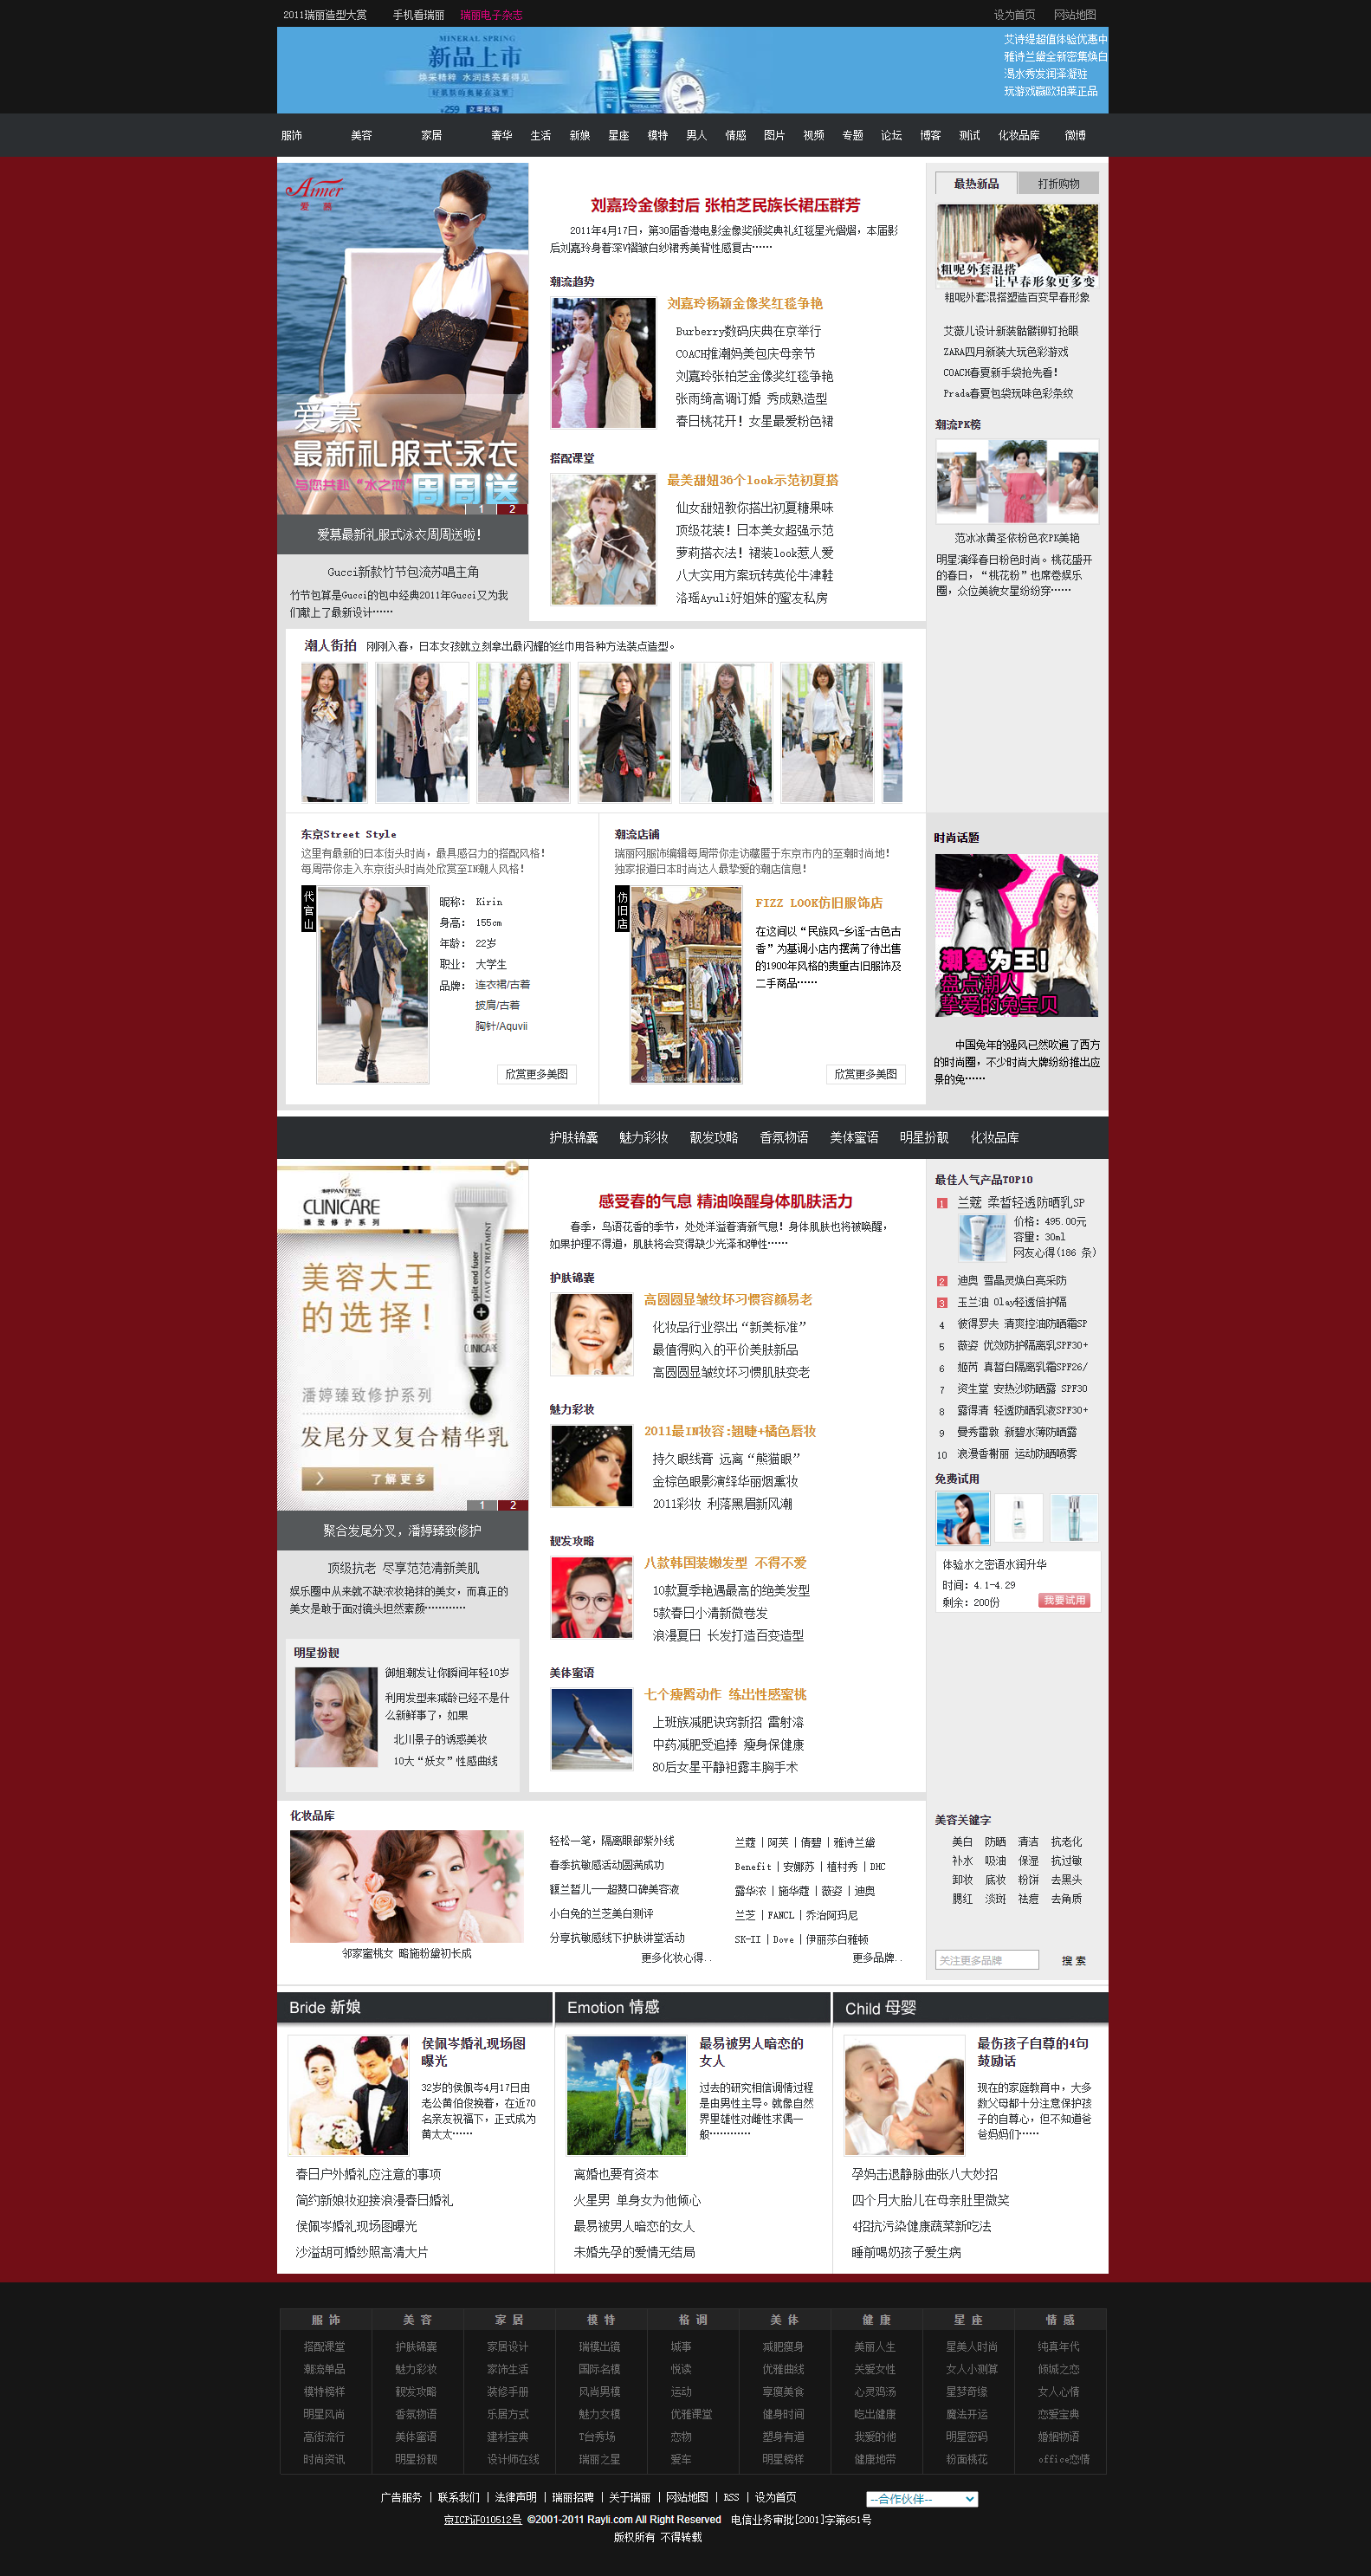 2011瑞丽造型大赏 手机看瑞丽 瑞丽电子杂志 设为首页 网站地图
MINERAL SPRING
新品上市
焕采精粹 水润透亮看得见
好肌肤的奥秘在这里
¥259 立即抢购
艾诗缇超值体验优惠中
雅诗兰黛全新密集焕白
渴水秀发润泽凝驻
玩游戏赢欧珀莱正品
服饰 美容 家居 奢华 生活 新娘 星座 模特 男人 情感 图片 视频 专题 论坛 博客 测试 化妆品库 微博
Aimer
爱慕
爱慕
最新礼服式泳衣
与您共赴“水之恋”周周送
1 2
爱慕最新礼服式泳衣周周送啦!
Gucci新款竹节包流苏唱主角
竹节包算是Gucci的包中经典2011年Gucci又为我
们献上了最新设计……
刘嘉玲金像封后 张柏芝民族长裙压群芳
2011年4月17日，第30届香港电影金像奖颁奖典礼红毯星光熠熠，本届影
后刘嘉玲身着深V褶皱白纱裙秀美背性感复古……
潮流趋势
刘嘉玲杨颖金像奖红毯争艳
Burberry数码庆典在京举行
COACH推潮妈美包庆母亲节
刘嘉玲张柏芝金像奖红毯争艳
张雨绮高调订婚 秀成熟造型
春日桃花开! 女星最爱粉色裙
搭配课堂
最美甜妞36个look示范初夏搭
仙女甜妞教你搭出初夏糖果味
顶级花装! 日本美女超强示范
萝莉搭衣法! 裙装look惹人爱
八大实用方案玩转英伦牛津鞋
洛瑶Ayuli好姐妹的蜜友私房
最热新品 打折购物
粗呢外套混搭
让早春形象更多变
粗呢外套混搭塑造百变早春形象
艾薇儿设计新装骷髅铆钉抢眼
ZARA四月新装大玩色彩游戏
COACH春夏新手袋抢先看!
Prada春夏包袋玩味色彩条纹
潮流PK榜
范冰冰黄圣依粉色衣PK美艳
明星演绎春日粉色时尚。桃花盛开
的春日，“桃花粉”也席卷娱乐
圈，众位美貌女星纷纷穿……
潮人街拍 刚刚入春，日本女孩就立刻拿出最闪耀的丝巾用各种方法装点造型。
东京Street Style
这里有最新的日本街头时尚，最具感召力的搭配风格!
每周带你走入东京街头时尚处欣赏至IN潮人风格!
代官山
昵称: Kirin
身高: 155cm
年龄: 22岁
职业: 大学生
品牌: 连衣裙/古着
披肩/古着
胸针/Aquvii
欣赏更多美图
潮流店铺
瑞丽网服饰编辑每周带你走访藏匿于东京市内的至潮时尚地!
独家报道日本时尚达人最挚爱的潮店信息!
仿旧店
FIZZ LOOK仿旧服饰店
在这间以“民族风-乡谣-古色古
香”为基调小店内摆满了待出售
的1900年风格的贵重古旧服饰及
二手商品……
欣赏更多美图
时尚话题
潮兔为王!
盘点潮人
挚爱的兔宝贝
中国兔年的强风已然吹遍了西方
的时尚圈，不少时尚大牌纷纷推出应
景的兔……
护肤锦囊 魅力彩妆 靓发攻略 香氛物语 美体蜜语 明星扮靓 化妆品库
潘婷PANTENE
CLINICARE
臻致修护系列
split end fuser
LEAVE ON TREATMENT
美容大王
的选择!
潘婷臻致修护系列
发尾分叉复合精华乳
了解更多
1 2
聚合发尾分叉，潘婷臻致修护
顶级抗老 尽享范范清新美肌
娱乐圈中从来就不缺浓妆艳抹的美女，而真正的
美女是敢于面对镜头坦然素颜…………
明星扮靓
御姐潮发让你瞬间年轻10岁
利用发型来减龄已经不是什
么新鲜事了，如果
北川景子的诱惑美妆
10大“妖女”性感曲线
感受春的气息 精油唤醒身体肌肤活力
春季，鸟语花香的季节，处处洋溢着清新气息! 身体肌肤也将被唤醒，
如果护理不得道，肌肤将会变得缺少光泽和弹性……
护肤锦囊
高圆圆显皱纹坏习惯容颜易老
化妆品行业祭出“新美标准”
最值得购入的平价美肤新品
高圆圆显皱纹坏习惯肌肤变老
魅力彩妆
2011最IN妆容:翘睫+橘色唇妆
持久眼线膏 远离“熊猫眼”
金棕色眼影演绎华丽烟熏妆
2011彩妆 利落黑眉新风潮
靓发攻略
八款韩国装嫩发型 不得不爱
10款夏季艳遇最高的绝美发型
5款春日小清新微卷发
浪漫夏日 长发打造百变造型
美体蜜语
七个瘦臀动作 练出性感蜜桃
上班族减肥诀窍新招 雷射溶
中药减肥受追捧 瘦身保健康
80后女星平静袒露丰胸手术
最佳人气产品TOP10
1 兰蔻 柔皙轻透防晒乳SP
价格: 495.00元
容量: 30ml
网友心得(186 条)
2 迪奥 雪晶灵焕白亮采防
3 玉兰油 Olay轻透倍护隔
4 彼得罗夫 清爽控油防晒霜SP
5 薇姿 优效防护隔离乳SPF30+
6 姬芮 真皙白隔离乳霜SPF26/
7 资生堂 安热沙防晒露 SPF30
8 露得清 轻透防晒乳液SPF30+
9 曼秀雷敦 新碧水薄防晒露
10 浪漫香榭丽 运动防晒喷雾
免费试用
体验水之密语水润升华
时间: 4.1-4.29
剩余: 200份 我要试用
化妆品库
邻家蜜桃女 略施粉黛初长成
轻松一笔，隔离眼部紫外线
春季抗敏感活动圆满成功
馥兰皙儿——超赞口碑美容液
小白兔的兰芝美白测评
分享抗敏感线下护肤讲堂活动
更多化妆心得..
兰蔻 | 阿芙 | 倩碧 | 雅诗兰黛
Benefit | 安娜苏 | 植村秀 | DHC
露华浓 | 施华蔻 | 薇姿 | 迪奥
兰芝 | FANCL | 乔治阿玛尼
SK-II | Dove | 伊丽莎白雅顿
更多品牌..
美容关键字
美白 防晒 清洁 抗老化
补水 吸油 保湿 抗过敏
卸妆 底妆 粉饼 去黑头
腮红 淡斑 祛痘 去角质
关注更多品牌 搜 索
Bride 新娘
侯佩岑婚礼现场图
曝光
32岁的侯佩岑4月17日由
老公黄伯俊挽着，在近70
名亲友祝福下，正式成为
黄太太……
春日户外婚礼应注意的事项
简约新娘妆迎接浪漫春日婚礼
侯佩岑婚礼现场图曝光
沙溢胡可婚纱照高清大片
Emotion 情感
最易被男人暗恋的
女人
过去的研究相信调情过程
是由男性主导。就像自然
界里雄性对雌性求偶一
般…………
离婚也要有资本
火星男 单身女为他倾心
最易被男人暗恋的女人
未婚先孕的爱情无结局
Child 母婴
最伤孩子自尊的4句
鼓励话
现在的家庭教育中，大多
数父母都十分注意保护孩
子的自尊心，但不知道爸
爸妈妈们……
孕妈击退静脉曲张八大妙招
四个月大胎儿在母亲肚里微笑
4招抗污染健康蔬菜新吃法
睡前喝奶孩子爱生病
服 饰 美 容 家 居 模 特 格 调 美 体 健 康 星 座 情 感
搭配课堂 护肤锦囊 家居设计 瑞模出镜 城事 减肥瘦身 美丽人生 星美人时尚 纯真年代
潮流单品 魅力彩妆 家饰生活 国际名模 悦读 优雅曲线 关爱女性 女人小测算 倾城之恋
模特榜样 靓发攻略 装修手册 风尚男模 运动 享瘦美食 心灵鸡汤 星梦奇缘 女人心情
明星风尚 香氛物语 乐居方式 魅力女模 优雅课堂 健身时间 吃出健康 魔法开运 恋爱宝典
高街流行 美体蜜语 建材宝典 T台秀场 恋物 塑身有道 我爱的他 明星密码 婚姻物语
时尚资讯 明星扮靓 设计师在线 瑞丽之星 爱车 明星榜样 健康地带 粉面桃花 office恋情
广告服务 | 联系我们 | 法律声明 | 瑞丽招聘 | 关于瑞丽 | 网站地图 | RSS | 设为首页 --合作伙伴--
京ICP证010512号 ©2001-2011 Rayli.com All Right Reserved 电信业务审批[2001]字第651号
版权所有 不得转载